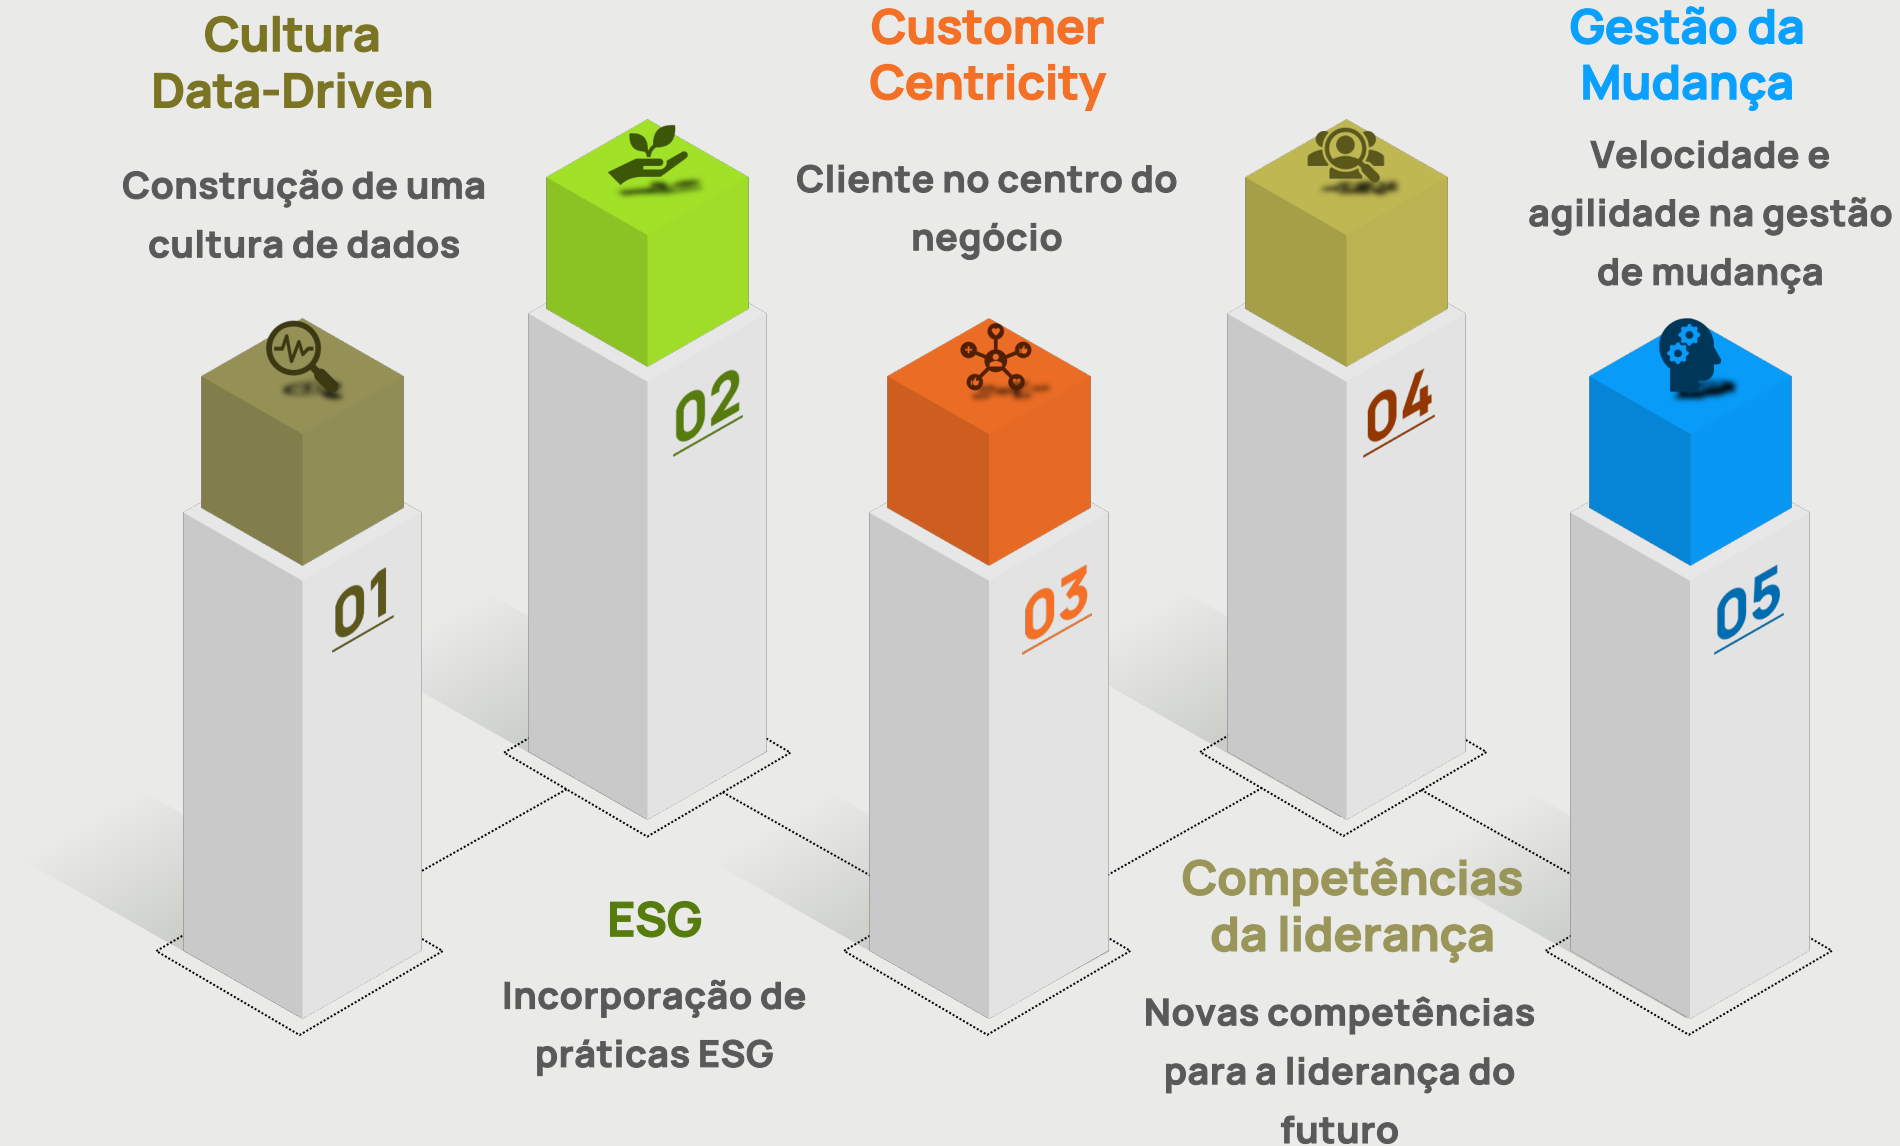 Cultura
Data-Driven
Construção de uma
cultura de dados
01
02
ESG
Incorporação de
práticas ESG
Customer
Centricity
Cliente no centro do
negócio
03
04
Competências
da liderança
Novas competências
para a liderança do
futuro
Gestão da
Mudança
Velocidade e
agilidade na gestão
de mudança
05